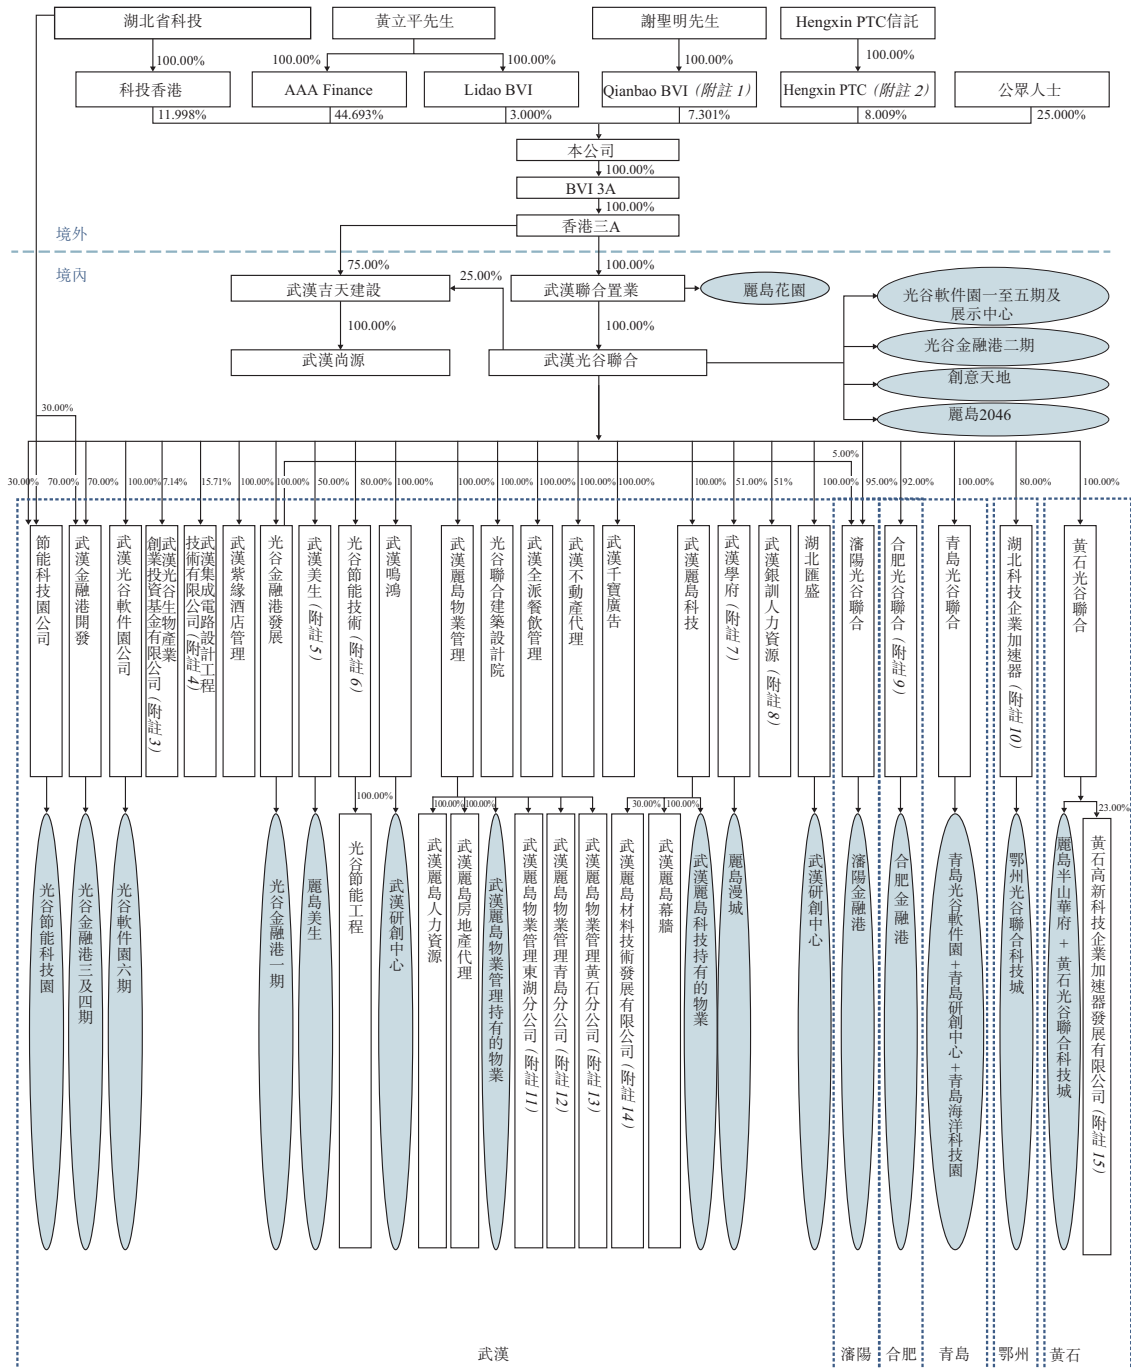 湖北省科投
黃立平先生
謝聖明先生
Hengxin PTC信託
100.00%
100.00%
100.00%
100.00%
100.00%
科投香港
AAA Finance
Lidao BVI
Qianbao BVI (附註 1)
Hengxin PTC (附註 2)
公眾人士
11.998%
44.693%
3.000%
7.301%
8.009%
25.000%
本公司
100.00%
BVI 3A
100.00%
香港三A
境外
境內
75.00%
100.00%
25.00%
武漢吉天建設
武漢聯合置業
麗島花園
光谷軟件園一至五期及
展示中心
100.00%
100.00%
武漢尚源
武漢光谷聯合
光谷金融港二期
創意天地
麗島2046
30.00%
5.00%
30.00%
70.00%
70.00%
100.00%
7.14%
15.71%
100.00%
100.00%
50.00%
80.00%
100.00%
100.00%
100.00%
100.00%
100.00%
100.00%
100.00%
51.00%
51%
100.00%
95.00%
92.00%
100.00%
80.00%
100.00%
節能科技園公司
武漢金融港開發
武漢光谷軟件園公司
武漢光谷生物產業
創業投資基金有限公司 (附註 3)
武漢集成電路設計工程
技術有限公司 (附註 4)
武漢紫緣酒店管理
光谷金融港發展
武漢美生 (附註 5)
光谷節能技術 (附註 6)
武漢鳴鴻
武漢麗島物業管理
光谷聯合建築設計院
武漢全派餐飲管理
武漢不動產代理
武漢千寶廣告
武漢麗島科技
武漢學府 (附註 7)
武漢銀訓人力資源 (附註 8)
湖北匯盛
瀋陽光谷聯合
合肥光谷聯合 (附註 9)
青島光谷聯合
湖北科技企業加速器 (附註 10)
黃石光谷聯合
100.00%
100.00%
100.00%
30.00%
100.00%
23.00%
光谷節能科技園
光谷金融港三及四期
光谷軟件園六期
光谷金融港一期
麗島美生
光谷節能工程
武漢研創中心
武漢麗島人力資源
武漢麗島房地產代理
武漢麗島物業管理持有的物業
武漢麗島物業管理東湖分公司 (附註 11)
武漢麗島物業管理青島分公司 (附註 12)
武漢麗島物業管理黃石分公司 (附註 13)
武漢麗島材料技術發展有限公司 (附註 14)
武漢麗島幕牆
武漢麗島科技持有的物業
麗島漫城
武漢研創中心
瀋陽金融港
合肥金融港
青島光谷軟件園+青島研創中心+青島海洋科技園
鄂州光谷聯合科技城
麗島半山華府 + 黃石光谷聯合科技城
黃石高新科技企業加速器發展有限公司 (附註 15)
武漢
瀋陽
合肥
青島
鄂州
黃石